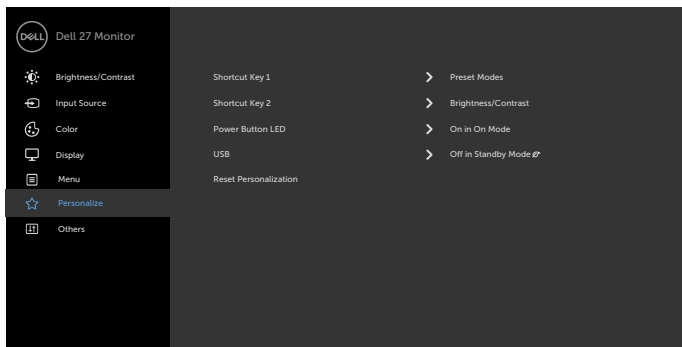 DELL Dell 27 Monitor
Brightness/Contrast
Input Source
Color
Display
Menu
Personalize
Others
Shortcut Key 1 Preset Modes
Shortcut Key 2 Brightness/Contrast
Power Button LED On in On Mode
USB Off in Standby Mode
Reset Personalization